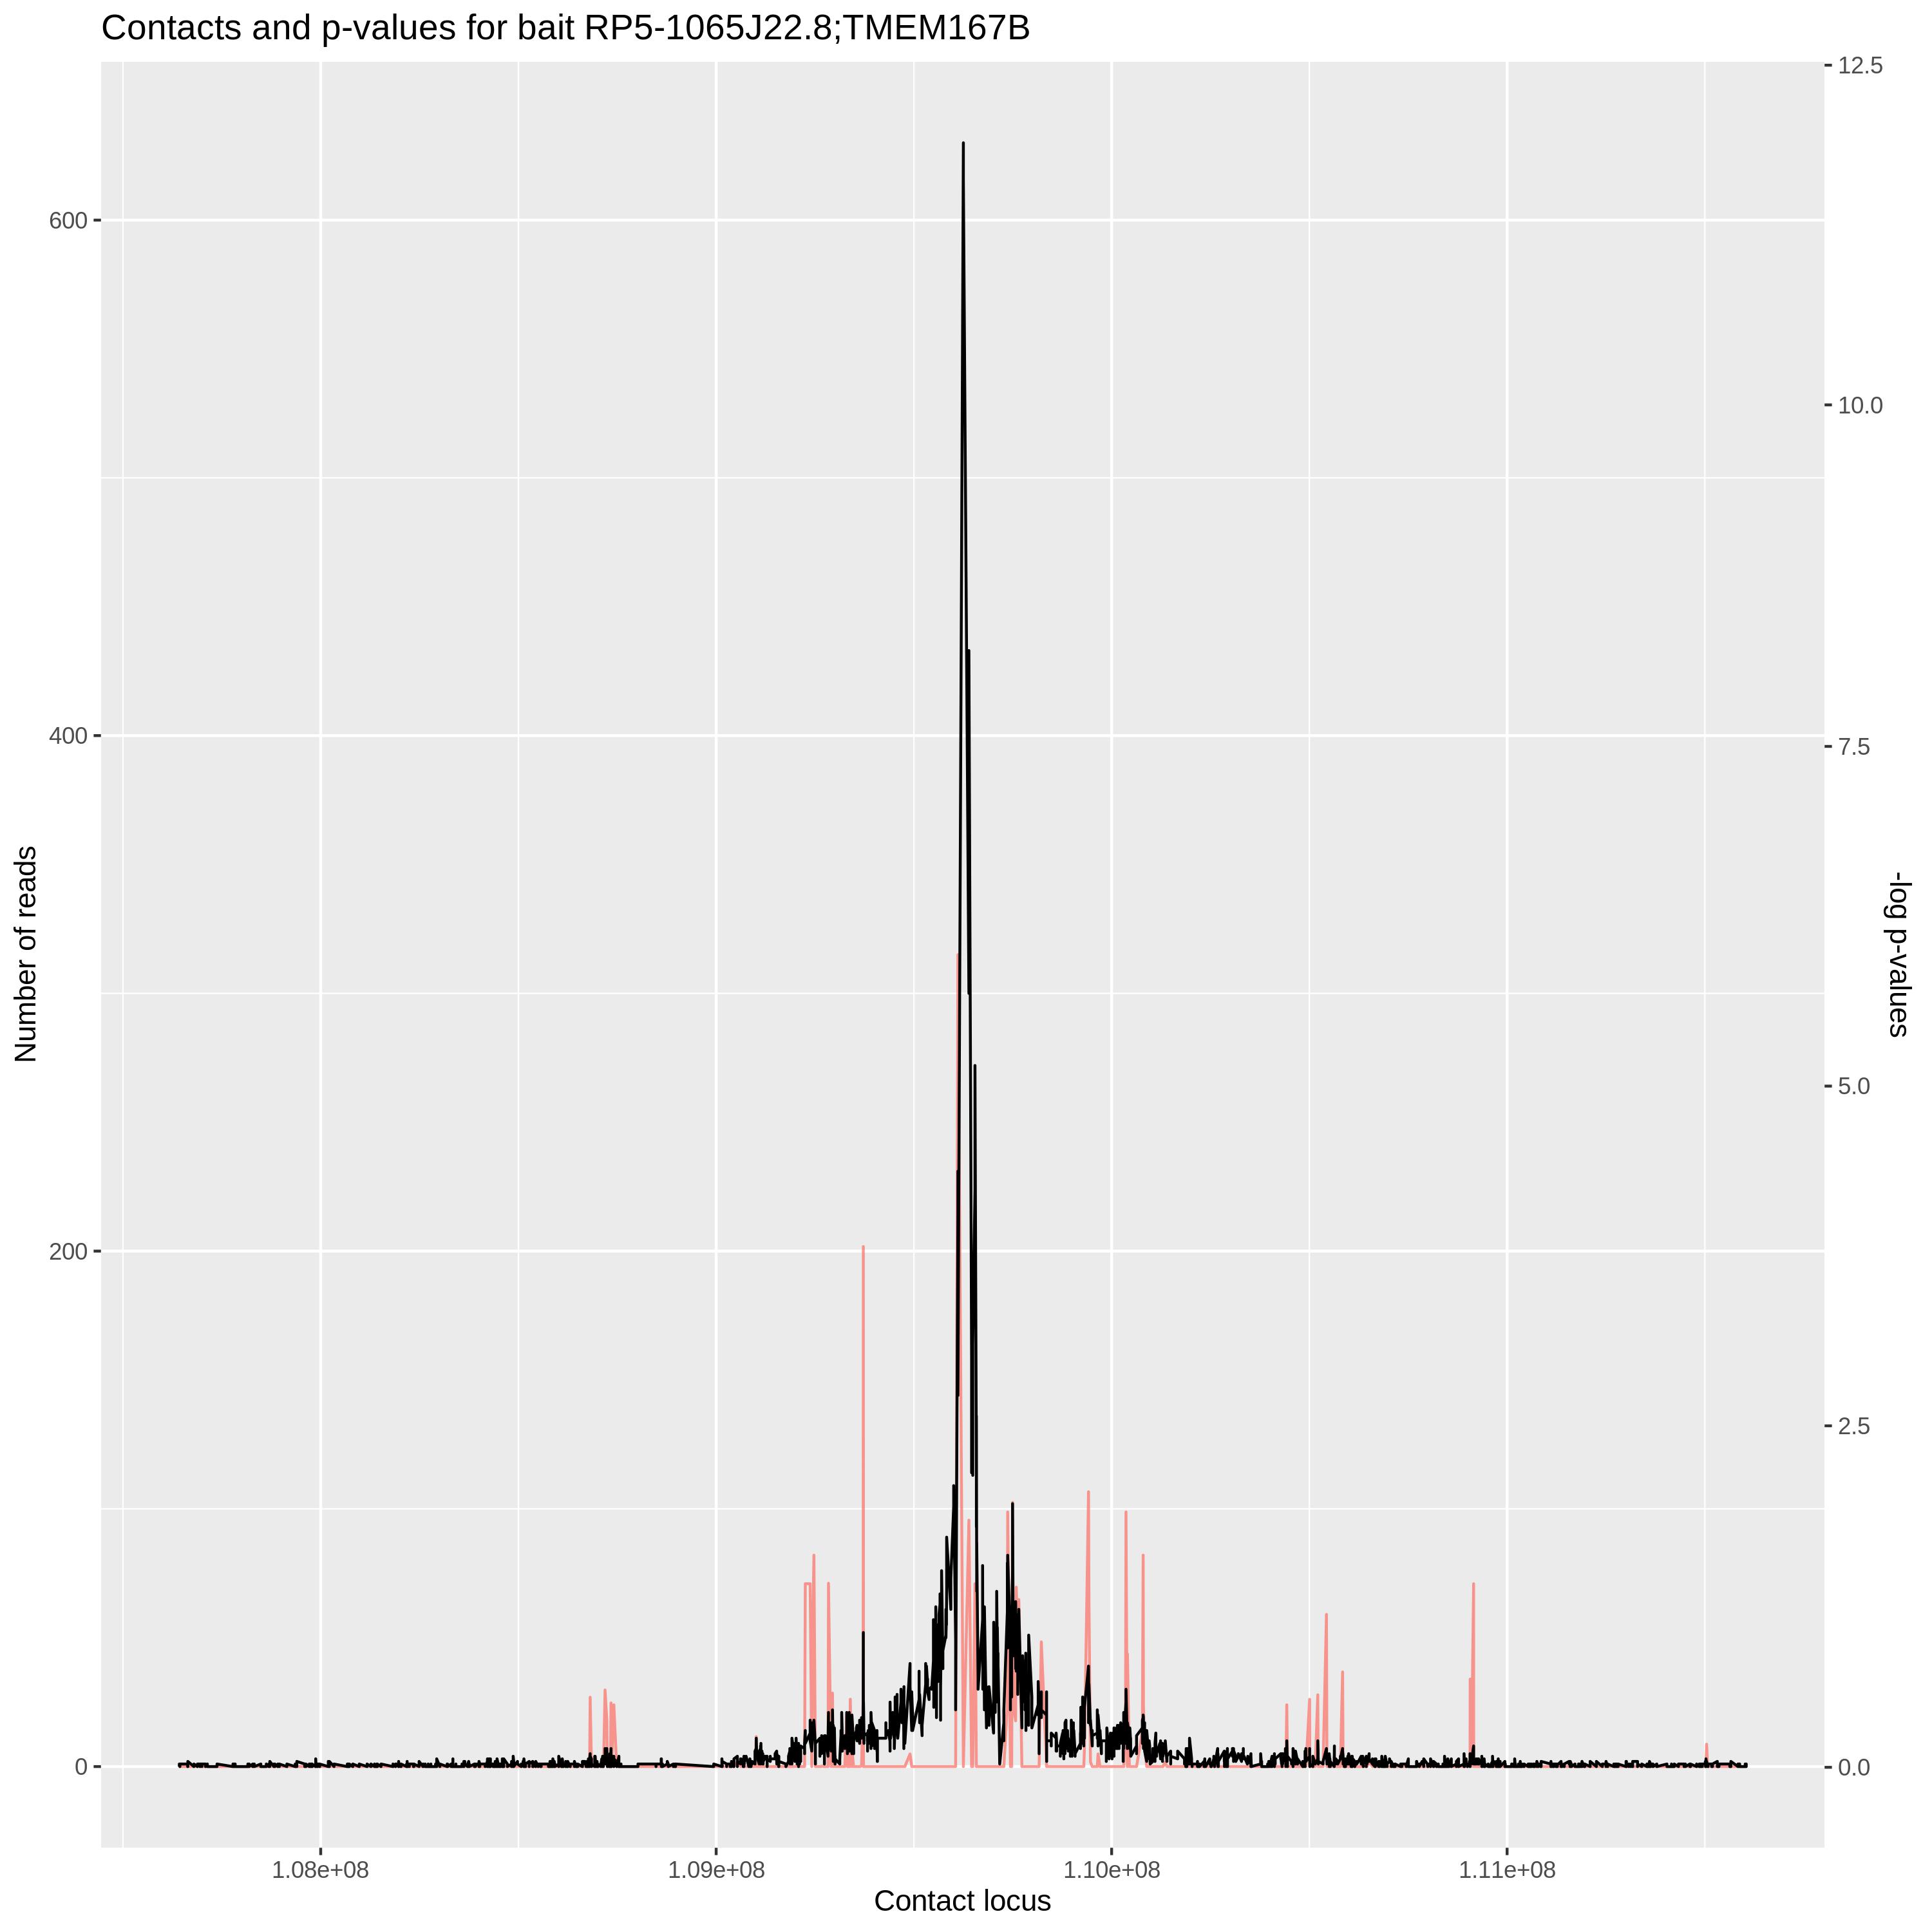 Contacts and p-values for bait RP5-1065J22.8;TMEM167B
Number of reads
600
400
200
0
12.5
10.0
7.5
5.0
2.5
0.0
-log p-values
1.08e+08
1.09e+08
1.10e+08
1.11e+08
Contact locus